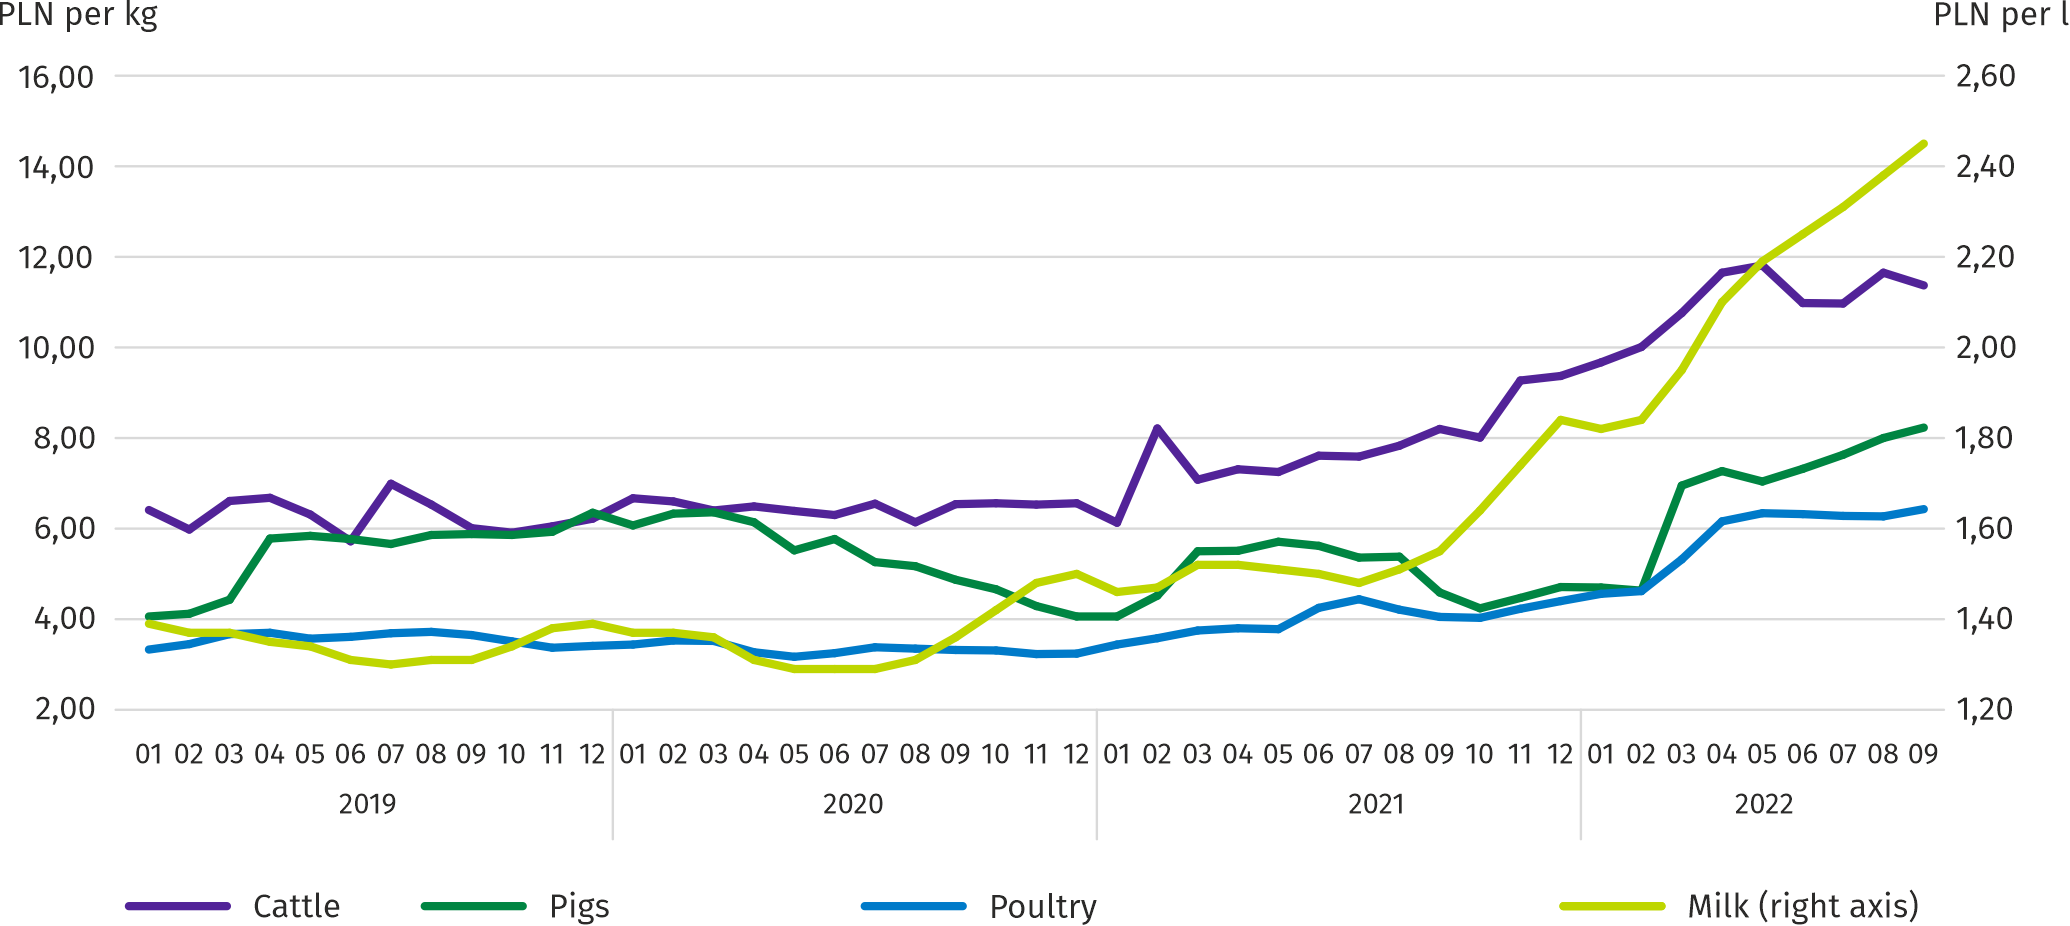 PLN per kg PLN per l
16,00 2,60
14,00 2,40
12,00 2,20
10,00 2,00
8,00 1,80
6,00 1,60
4,00 1,40
2,00 1,20
01 02 03 04 05 06 07 08 09 10 11 12 01 02 03 04 05 06 07 08 09 10 11 12 01 02 03 04 05 06 07 08 09 10 11 12 01 02 03 04 05 06 07 08 09
2019 2020 2021 2022
Cattle Pigs Poultry Milk (right axis)